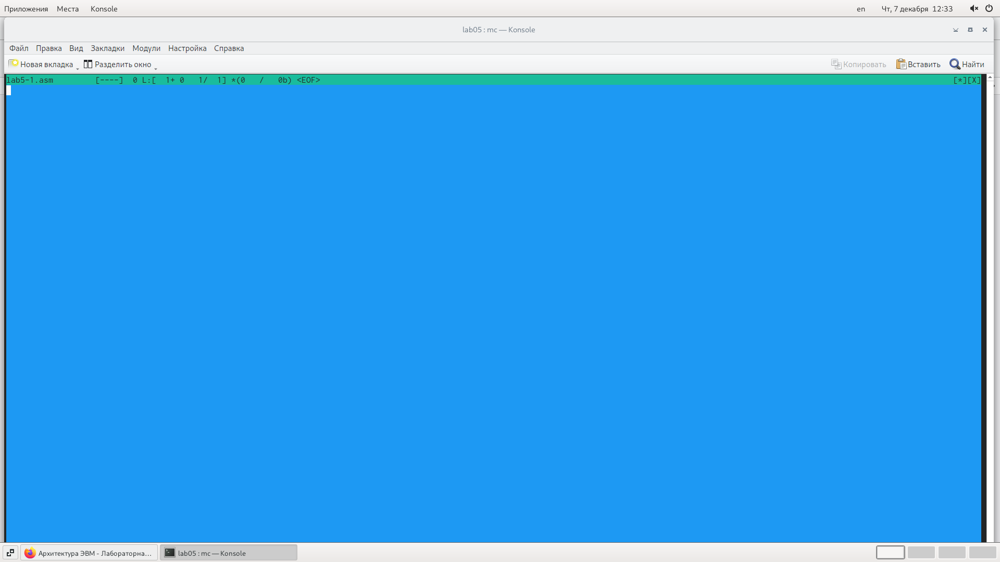 Приложения Места Konsole en Чт, 7 декабря 12:33
lab05 : mc — Konsole
Файл Правка Вид Закладки Модули Настройка Справка
Новая вкладка Разделить окно Копировать Вставить Найти
lab5-1.asm [----] 0 L:[ 1+ 0 1/ 1] *(0 / 0b) <EOF> [*][X]
Архитектура ЭВМ - Лабораторна... lab05 : mc — Konsole